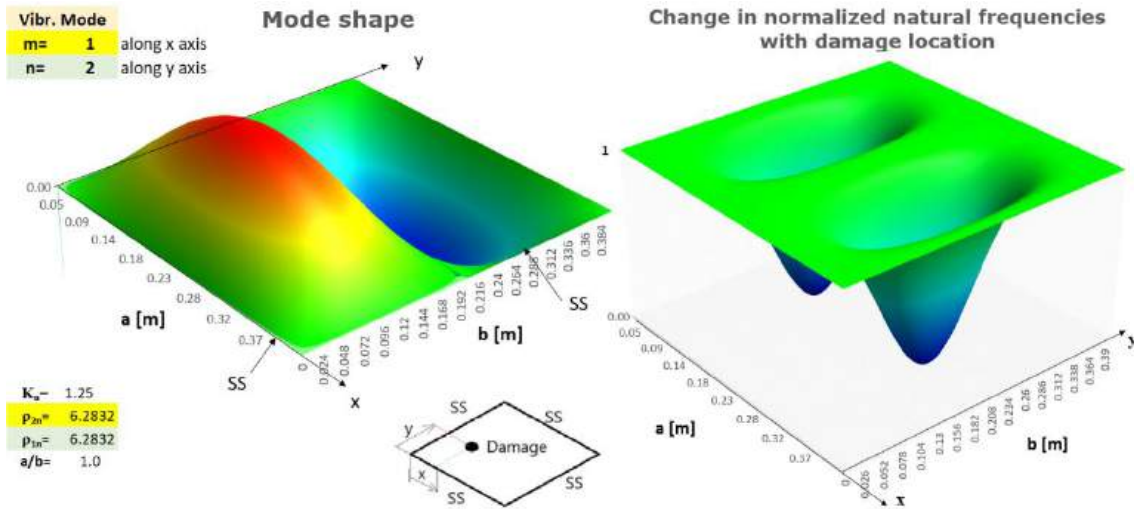 Vibr. Mode
m= 1 along x axis
n= 2 along y axis
Mode shape
y
0.00
0.05
0.09
0.14
0.18
0.23
0.28
0.32
0.37
a [m]
SS
0
0.024
0.048
0.072
0.096
0.12
0.144
0.168
0.192
0.216
0.24
0.264
0.288
0.312
0.336
0.36
0.384
b [m]
SS
x
Change in normalized natural frequencies
with damage location
1
0.00
0.05
0.09
0.14
0.18
0.23
0.28
0.32
0.37
a [m]
0
0.026
0.052
0.078
0.104
0.13
0.156
0.182
0.208
0.234
0.26
0.286
0.312
0.338
0.364
0.39
b [m]
y
x
1.25
ρ2n= 6.2832
ρ1n= 6.2832
a/b= 1.0
SS
SS
y
Damage
x
SS
SS